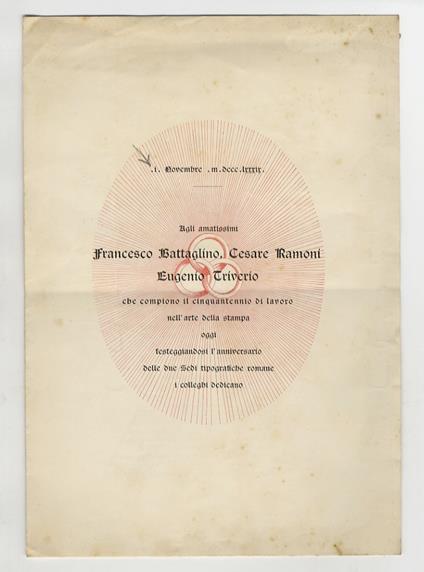 .i. Novembre .m.dccc.lxxxix.
Agli amatissimi
Francesco Battaglino, Cesare Ramoni
Eugenio Triverio
che compiono il cinquantennio di lavoro
nell'arte della stampa
oggi
festeggiandosi l'anniversario
delle due Sedi tipografiche romane
i colleghi dedicano